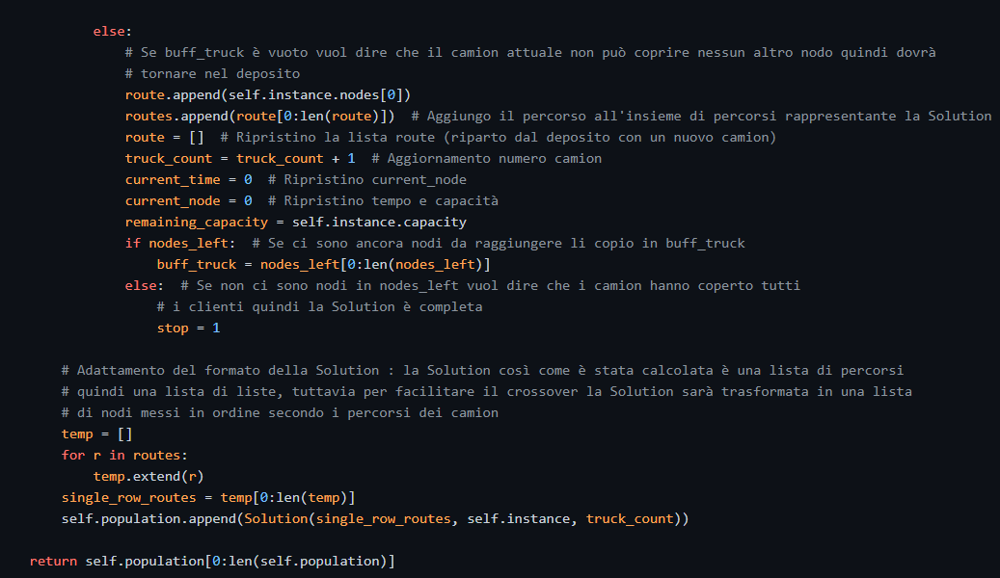 else:
# Se buff_truck è vuoto vuol dire che il camion attuale non può coprire nessun altro nodo quindi dovrà
# tornare nel deposito
route.append(self.instance.nodes[0])
routes.append(route[0:len(route)])  # Aggiungo il percorso all'insieme di percorsi rappresentante la Solution
route = []  # Ripristino la lista route (riparto dal deposito con un nuovo camion)
truck_count = truck_count + 1  # Aggiornamento numero camion
current_time = 0  # Ripristino current_node
current_node = 0  # Ripristino tempo e capacità
remaining_capacity = self.instance.capacity
if nodes_left:  # Se ci sono ancora nodi da raggiungere li copio in buff_truck
buff_truck = nodes_left[0:len(nodes_left)]
else:  # Se non ci sono nodi in nodes_left vuol dire che i camion hanno coperto tutti
# i clienti quindi la Solution è completa
stop = 1
# Adattamento del formato della Solution : la Solution così come è stata calcolata è una lista di percorsi
# quindi una lista di liste, tuttavia per facilitare il crossover la Solution sarà trasformata in una lista
# di nodi messi in ordine secondo i percorsi dei camion
temp = []
for r in routes:
temp.extend(r)
single_row_routes = temp[0:len(temp)]
self.population.append(Solution(single_row_routes, self.instance, truck_count))
return self.population[0:len(self.population)]